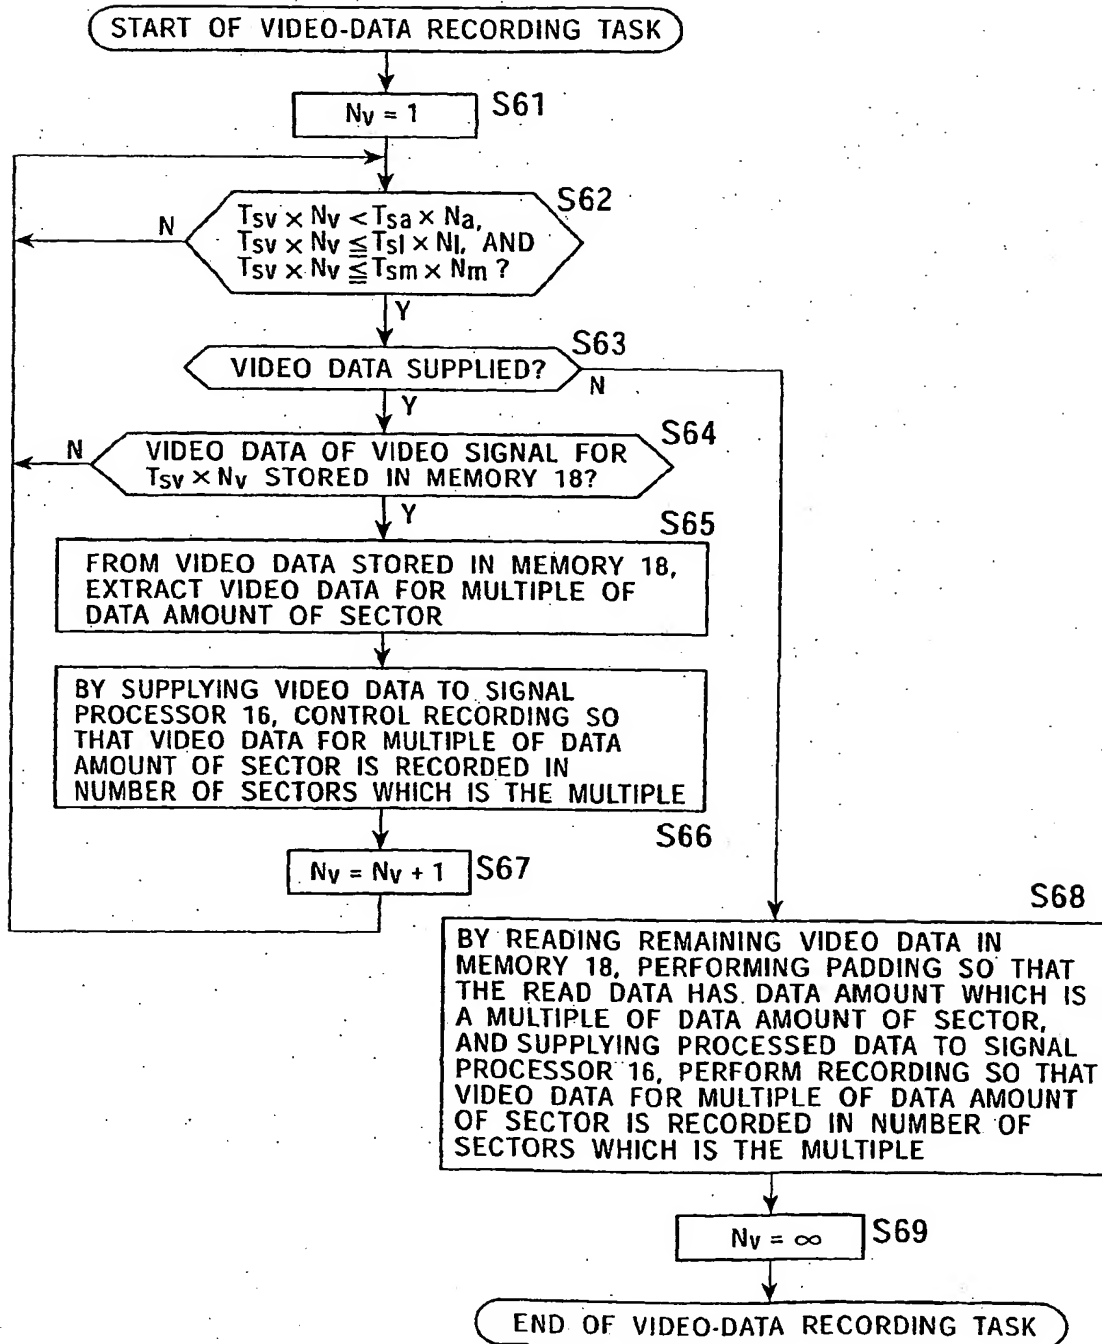 START OF VIDEO-DATA RECORDING TASK
Nv = 1
S61
S62
N
Tsv × Nv < Tsa × Na,
Tsv × Nv ≦ Tsl × Nl, AND
Tsv × Nv ≦ Tsm × Nm ?
Y
S63
VIDEO DATA SUPPLIED?
N
Y
S64
N
VIDEO DATA OF VIDEO SIGNAL FOR
Tsv × Nv STORED IN MEMORY 18?
Y
S65
FROM VIDEO DATA STORED IN MEMORY 18,
EXTRACT VIDEO DATA FOR MULTIPLE OF
DATA AMOUNT OF SECTOR
BY SUPPLYING VIDEO DATA TO SIGNAL
PROCESSOR 16, CONTROL RECORDING SO
THAT VIDEO DATA FOR MULTIPLE OF DATA
AMOUNT OF SECTOR IS RECORDED IN
NUMBER OF SECTORS WHICH IS THE MULTIPLE
S66
Nv = Nv + 1
S67
S68
BY READING REMAINING VIDEO DATA IN
MEMORY 18, PERFORMING PADDING SO THAT
THE READ DATA HAS DATA AMOUNT WHICH IS
A MULTIPLE OF DATA AMOUNT OF SECTOR,
AND SUPPLYING PROCESSED DATA TO SIGNAL
PROCESSOR 16, PERFORM RECORDING SO THAT
VIDEO DATA FOR MULTIPLE OF DATA AMOUNT
OF SECTOR IS RECORDED IN NUMBER OF
SECTORS WHICH IS THE MULTIPLE
Nv = ∞
S69
END OF VIDEO-DATA RECORDING TASK